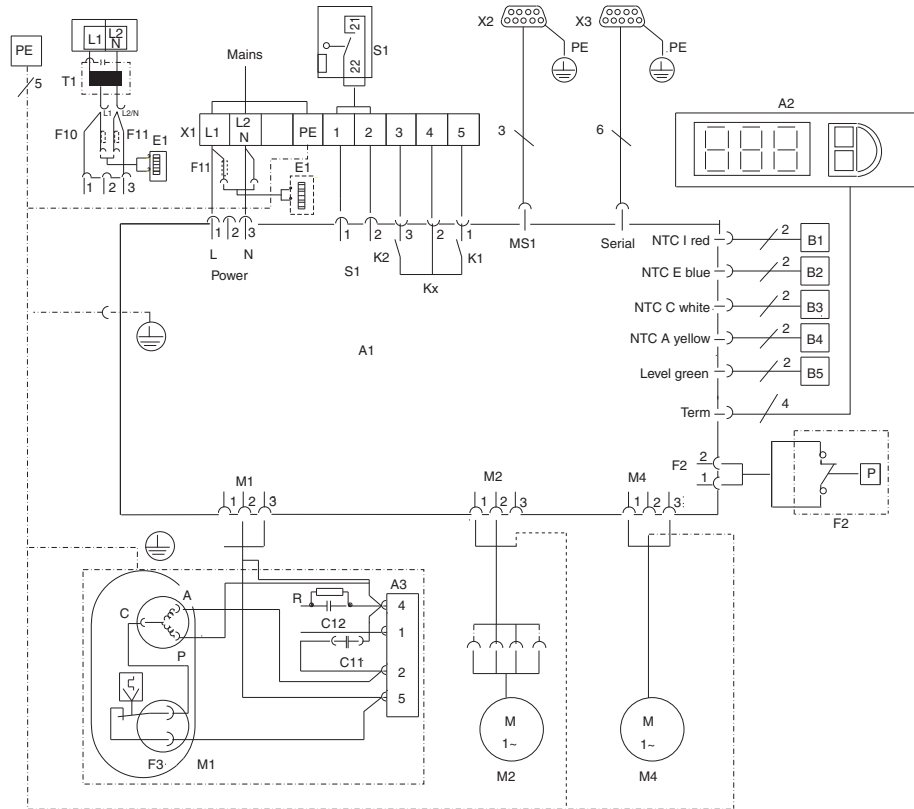 X2
X3
PE
PE
PE
5
L1
L2
N
T1
L1
L2/N
F10
F11
E1
1 2 3
Mains
21
22
S1
X1
L1
L2
N
PE
1
2
3
4
5
F11
E1
3
6
A2
1 2 3
L N
Power
1 2
S1
3 2 1
K2
K1
Kx
MS1
Serial
A1
NTC I red
2
B1
NTC E blue
2
B2
NTC C white
2
B3
NTC A yellow
2
B4
Level green
2
B5
Term
4
F2
2
1
P
F2
M1
1 2 3
M2
1 2 3
M4
1 2 3
A3
R
4
C12
1
C11
2
5
C
A
P
F3
M1
M
1~
M2
M
1~
M4